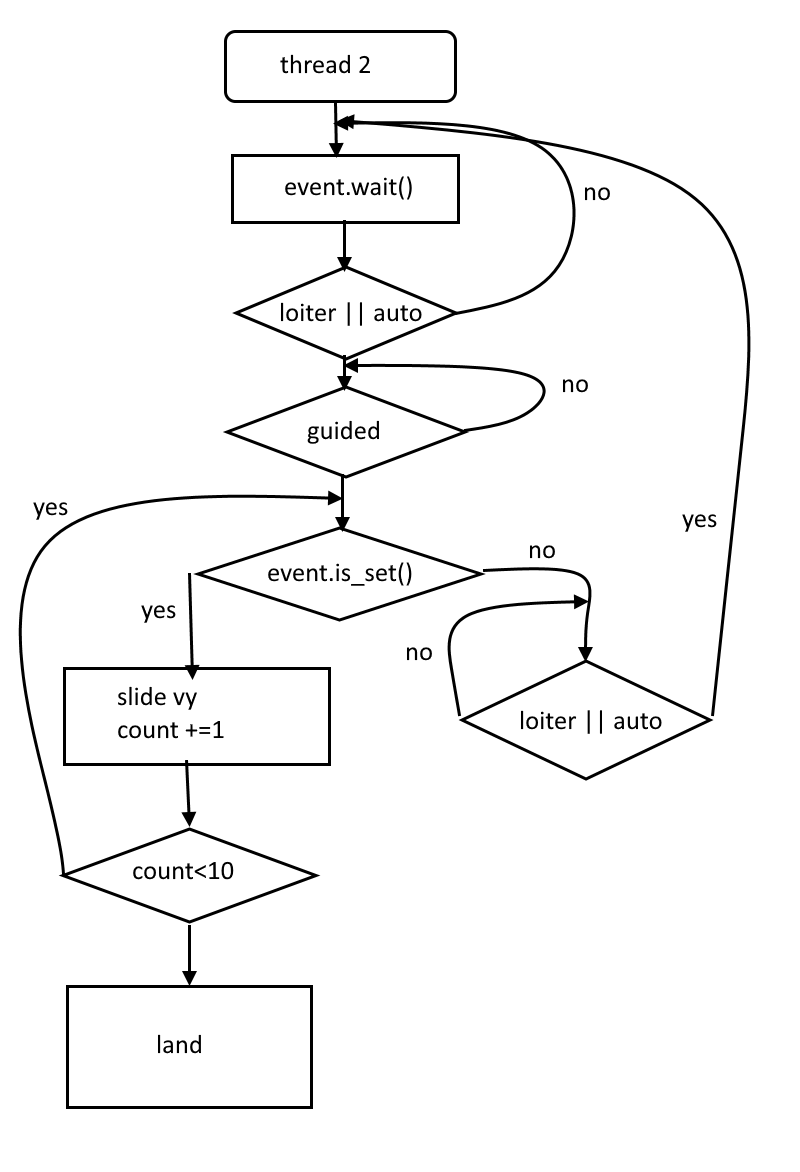 thread 2
event.wait()
no
loiter || auto
no
guided
yes
yes
no
event.is_set()
yes
no
slide vy
count +=1
loiter || auto
count<10
land